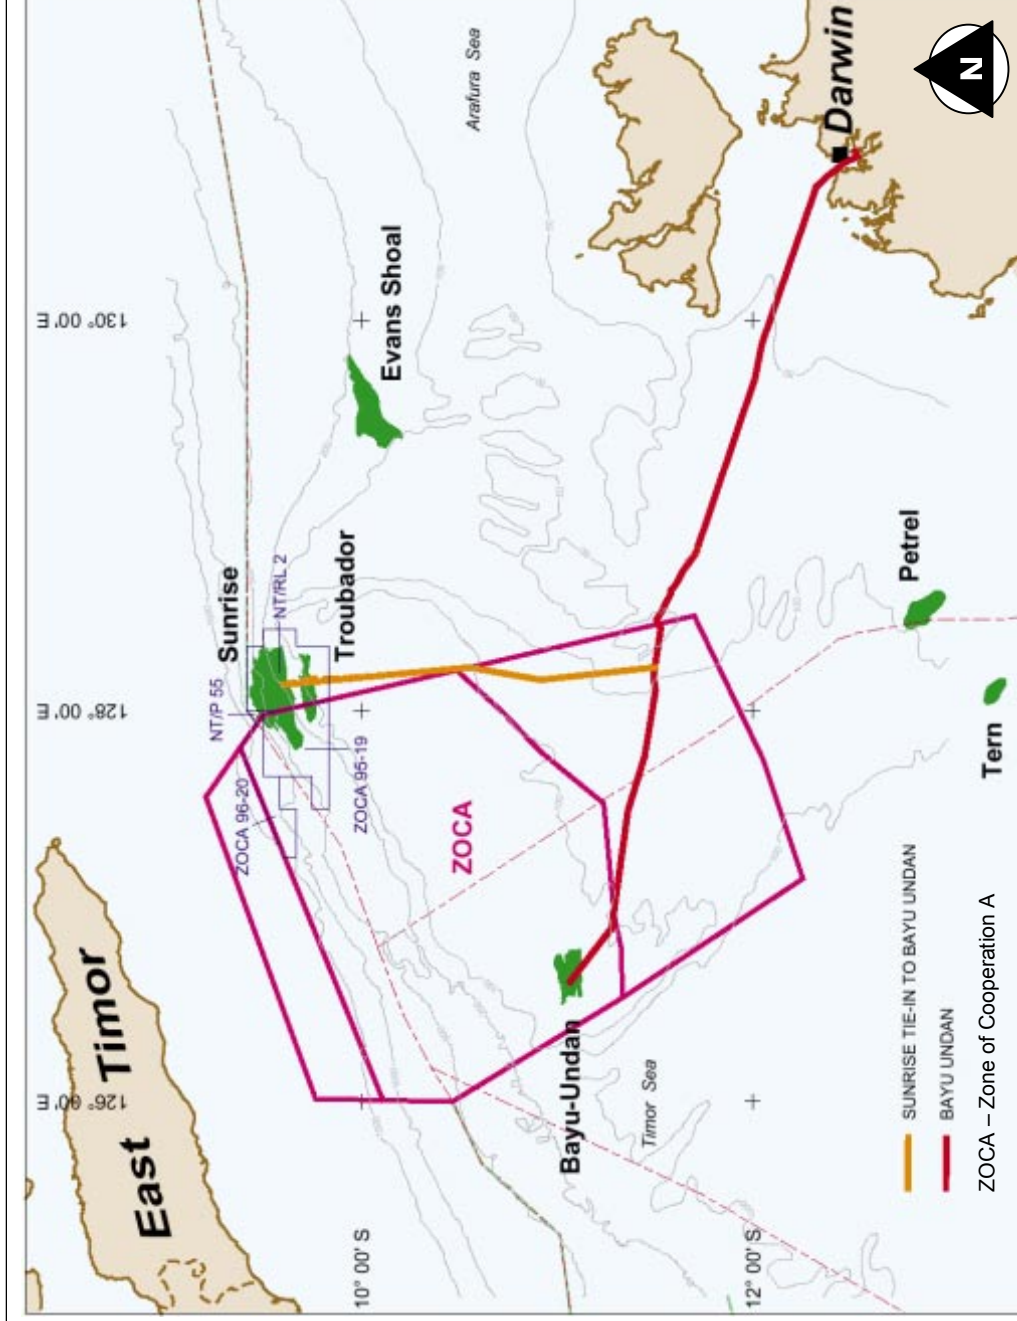 East Timor
126° 00' E
128° 00' E
130° 00' E
NT/P 55
Sunrise
NT/RL 2
Troubador
ZOCA 96-20
ZOCA 95-19
Evans Shoal
Arafura Sea
Darwin
N
ZOCA
Bayu-Undan
Timor Sea
Petrel
Tern
10° 00' S
12° 00' S
SUNRISE TIE-IN TO BAYU UNDAN
BAYU UNDAN
ZOCA – Zone of Cooperation A